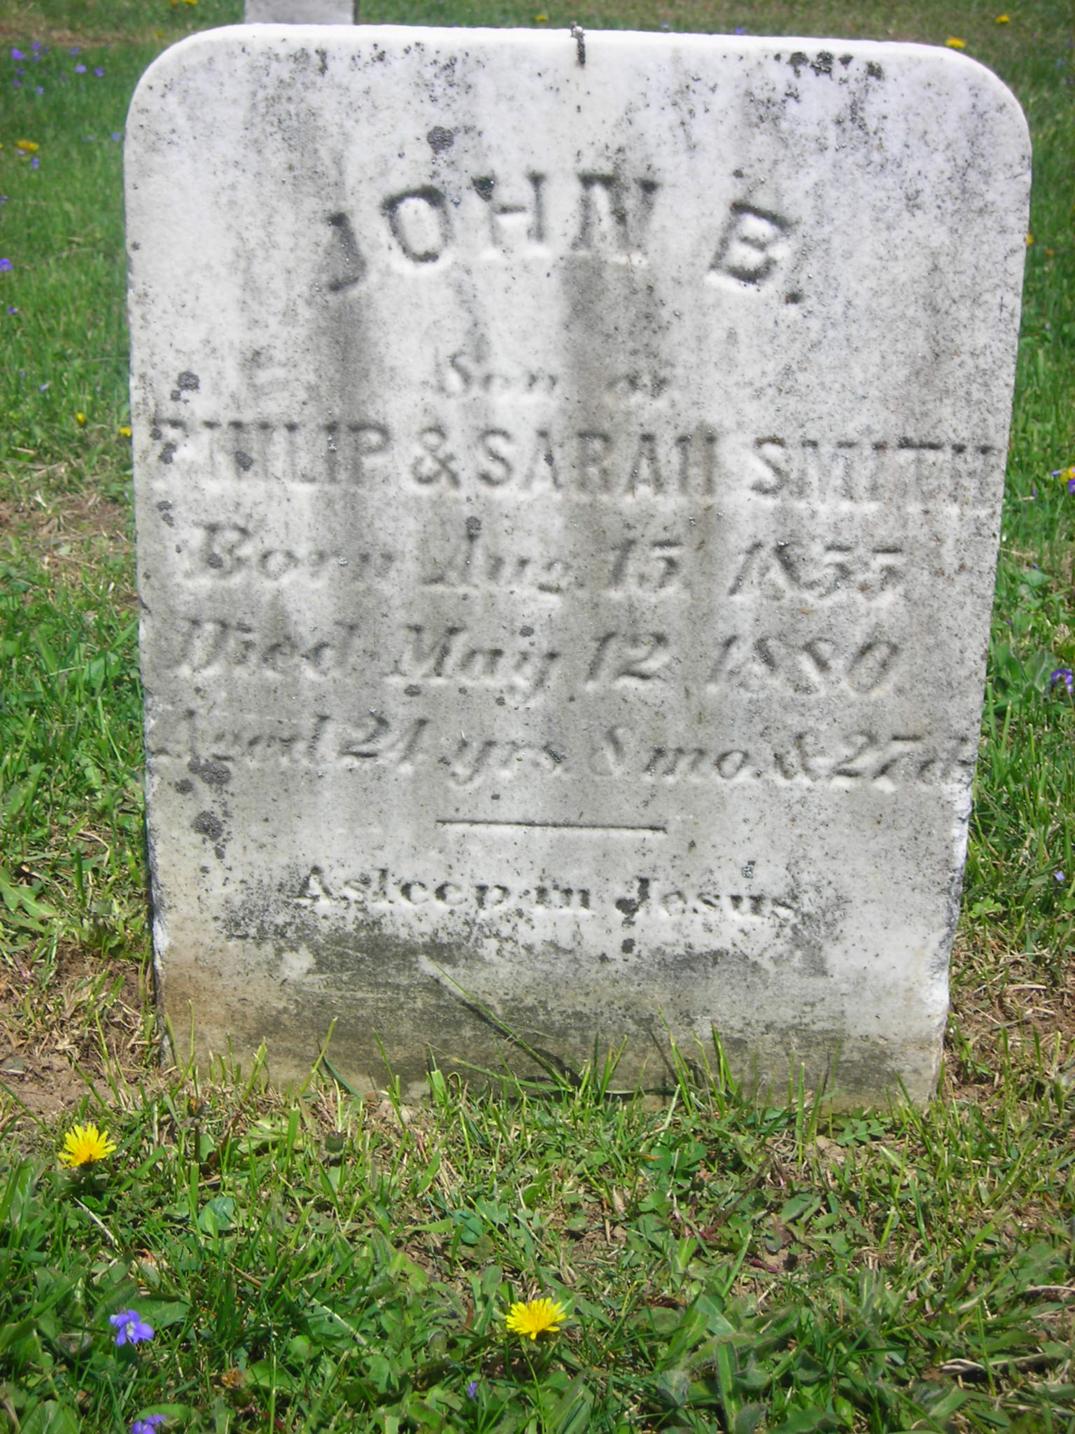 JOHN B.
Son of
PHILIP & SARAH SMITH
Born Aug. 15 1855
Died May 12 1880
Aged 24 yrs. 8 mo. & 27 d.
Asleep in Jesus